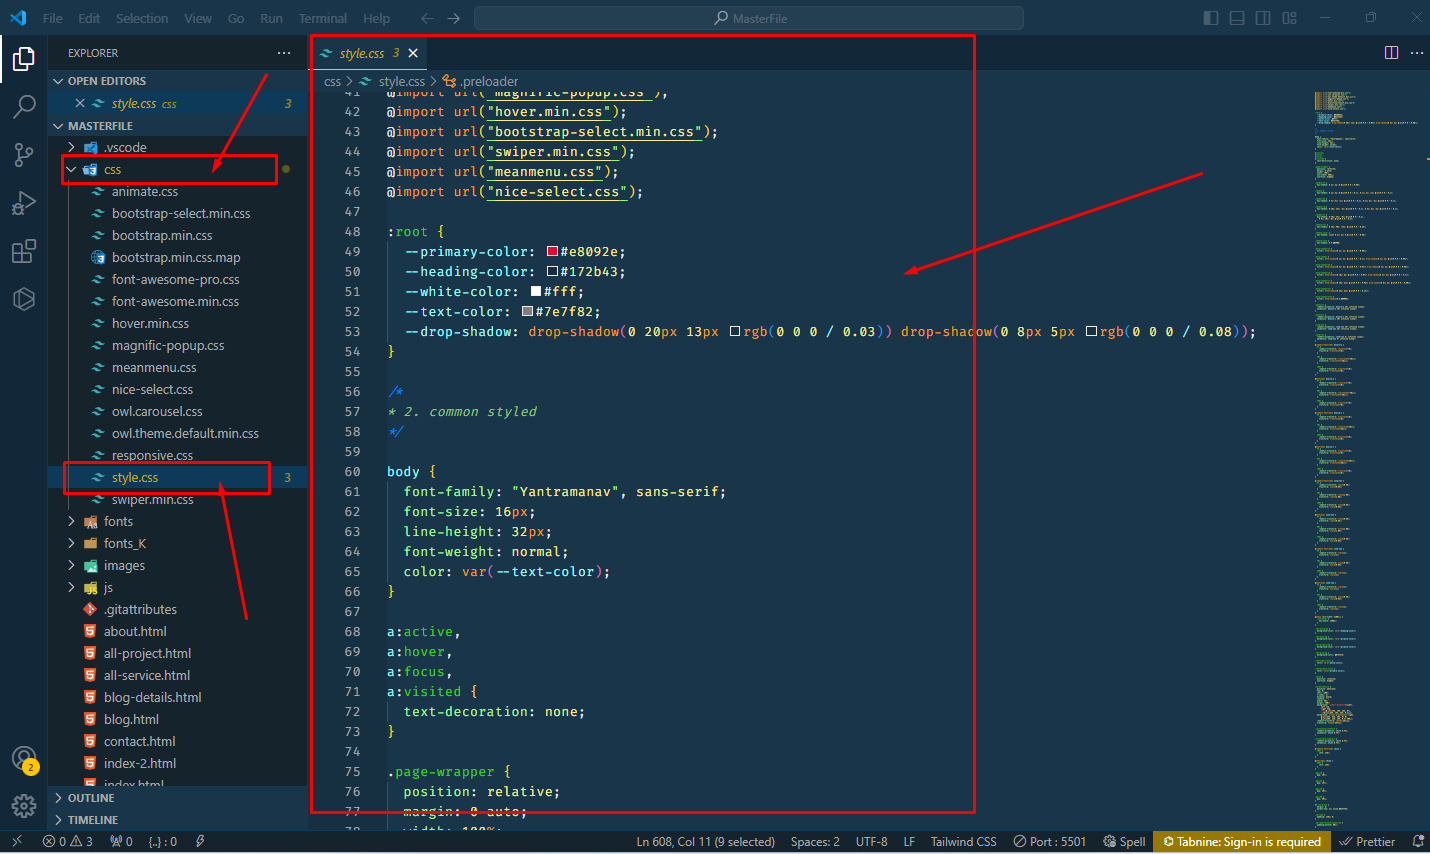 File Edit Selection View Go Run Terminal Help
MasterFile
EXPLORER
OPEN EDITORS
style.css css 3
MASTERFILE
.vscode
css
animate.css
bootstrap-select.min.css
bootstrap.min.css
bootstrap.min.css.map
font-awesome-pro.css
font-awesome.min.css
hover.min.css
magnific-popup.css
meanmenu.css
nice-select.css
owl.carousel.css
owl.theme.default.min.css
responsive.css
style.css 3
swiper.min.css
fonts
fonts_K
images
js
.gitattributes
about.html
all-project.html
all-service.html
blog-details.html
blog.html
contact.html
index-2.html
index.html
OUTLINE
TIMELINE
2
style.css 3
css > style.css > .preloader
41 @import url("magnific-popup.css");
42 @import url("hover.min.css");
43 @import url("bootstrap-select.min.css");
44 @import url("swiper.min.css");
45 @import url("meanmenu.css");
46 @import url("nice-select.css");
47
48 :root {
49 --primary-color: #e8092e;
50 --heading-color: #172b43;
51 --white-color: #fff;
52 --text-color: #7e7f82;
53 --drop-shadow: drop-shadow(0 20px 13px rgb(0 0 0 / 0.03)) drop-shadow(0 8px 5px rgb(0 0 0 / 0.08));
54 }
55
56 /*
57 * 2. common styled
58 */
59
60 body {
61 font-family: "Yantramanav", sans-serif;
62 font-size: 16px;
63 line-height: 32px;
64 font-weight: normal;
65 color: var(--text-color);
66 }
67
68 a:active,
69 a:hover,
70 a:focus,
71 a:visited {
72 text-decoration: none;
73 }
74
75 .page-wrapper {
76 position: relative;
77 margin: 0 auto;
78 width: 100%;
0 3 0 {..} : 0 Ln 608, Col 11 (9 selected) Spaces: 2 UTF-8 LF Tailwind CSS Port : 5501 Spell Tabnine: Sign-in is required Prettier